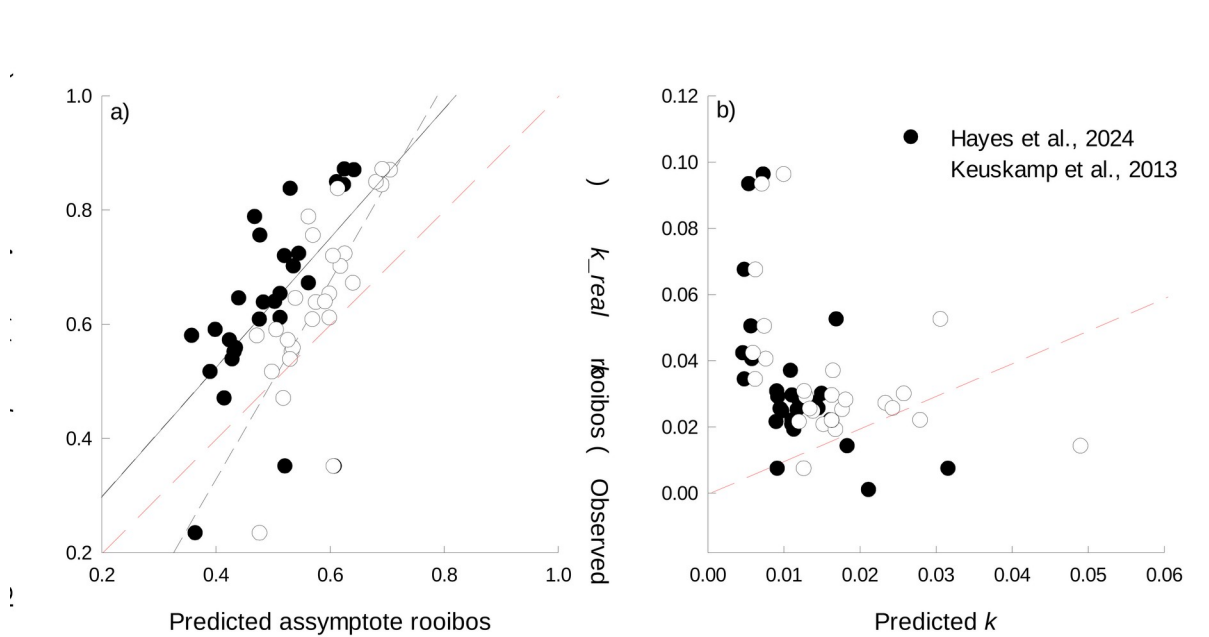 a)
1.0
0.8
0.6
0.4
0.2
0.2 0.4 0.6 0.8 1.0
Predicted assymptote rooibos
Observed rooibos ( k_real )
b)
0.12
0.10
0.08
0.06
0.04
0.02
0.00
0.00 0.01 0.02 0.03 0.04 0.05 0.06
Predicted k
Hayes et al., 2024
Keuskamp et al., 2013